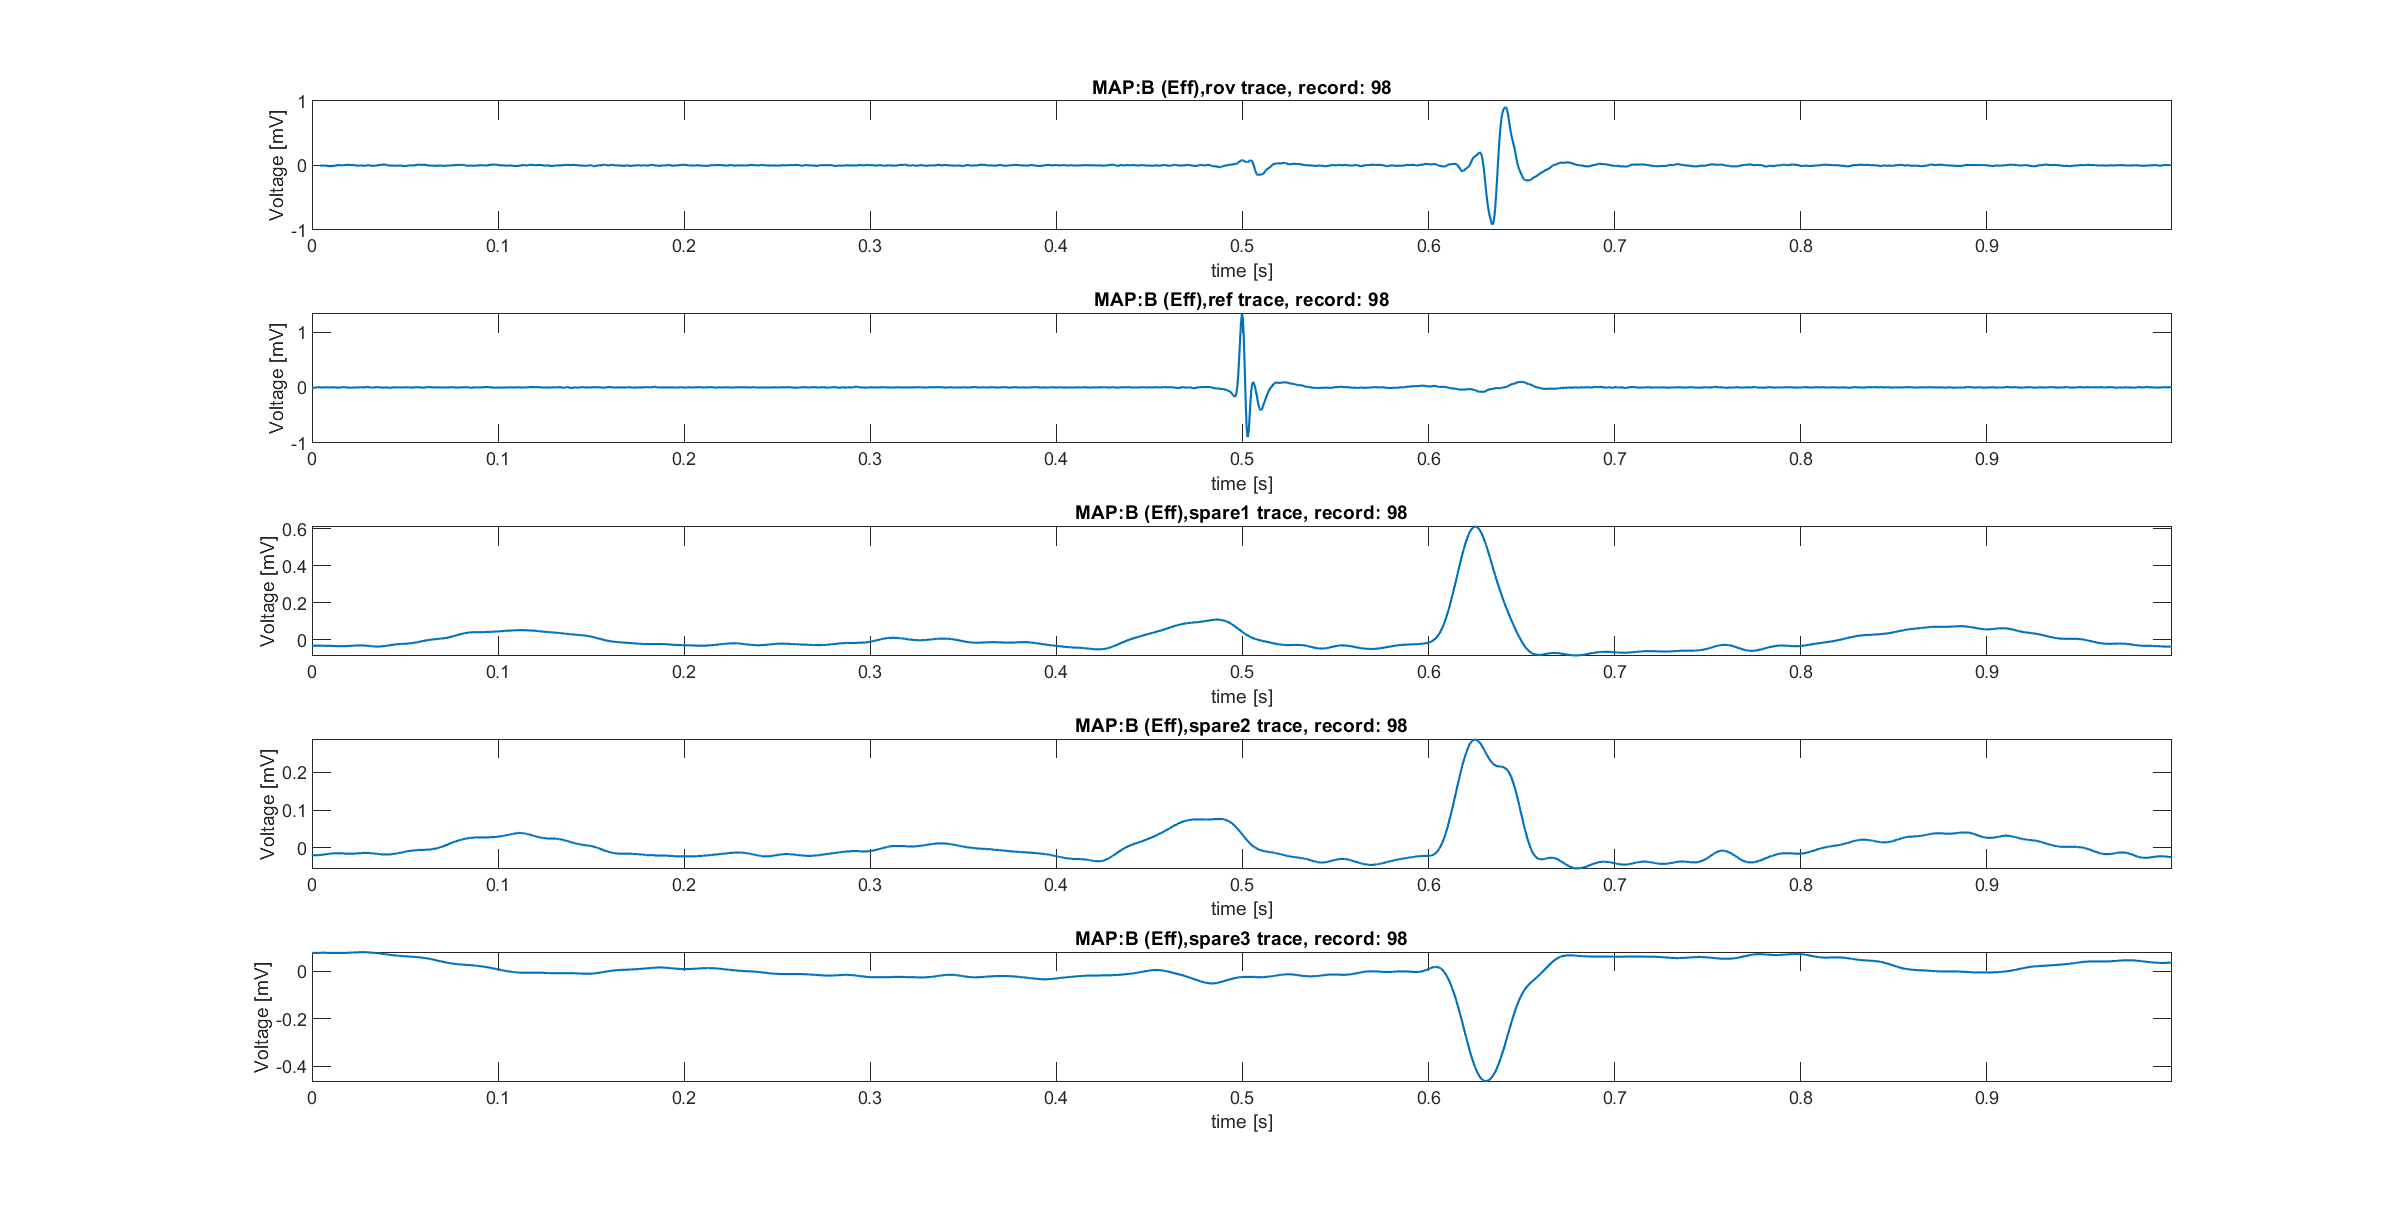 MAP:B (Eff),rov trace, record: 98
Voltage [mV]
1
0
-1
0 0.1 0.2 0.3 0.4 0.5 0.6 0.7 0.8 0.9
time [s]
MAP:B (Eff),ref trace, record: 98
Voltage [mV]
1
0
-1
0 0.1 0.2 0.3 0.4 0.5 0.6 0.7 0.8 0.9
time [s]
MAP:B (Eff),spare1 trace, record: 98
Voltage [mV]
0.6
0.4
0.2
0
0 0.1 0.2 0.3 0.4 0.5 0.6 0.7 0.8 0.9
time [s]
MAP:B (Eff),spare2 trace, record: 98
Voltage [mV]
0.2
0.1
0
0 0.1 0.2 0.3 0.4 0.5 0.6 0.7 0.8 0.9
time [s]
MAP:B (Eff),spare3 trace, record: 98
Voltage [mV]
0
-0.2
-0.4
0 0.1 0.2 0.3 0.4 0.5 0.6 0.7 0.8 0.9
time [s]